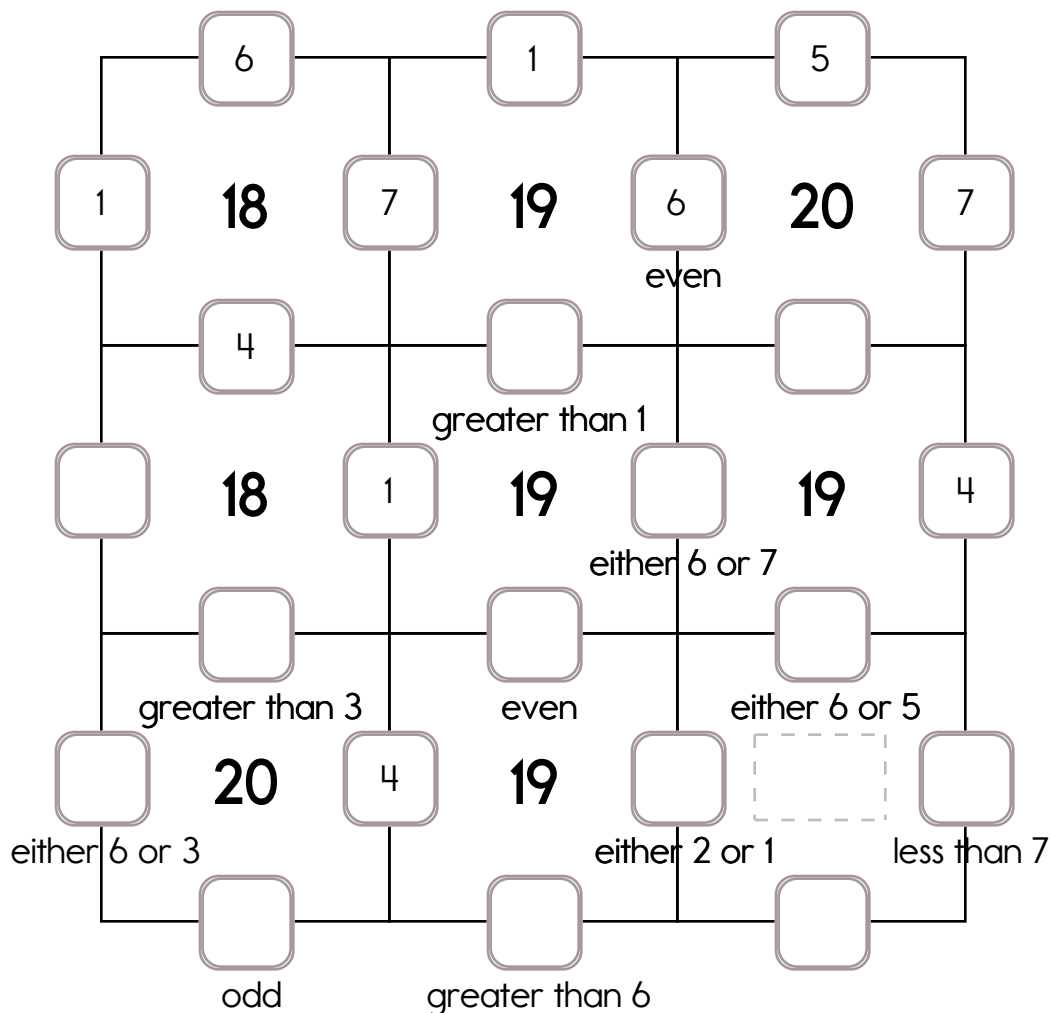 6 1 5
1 18 7 19 6 20 7
even
4
greater than 1
18 1 19 19 4
either 6 or 7
greater than 3 even either 6 or 5
20 4 19
either 6 or 3 either 2 or 1 less than 7
odd greater than 6